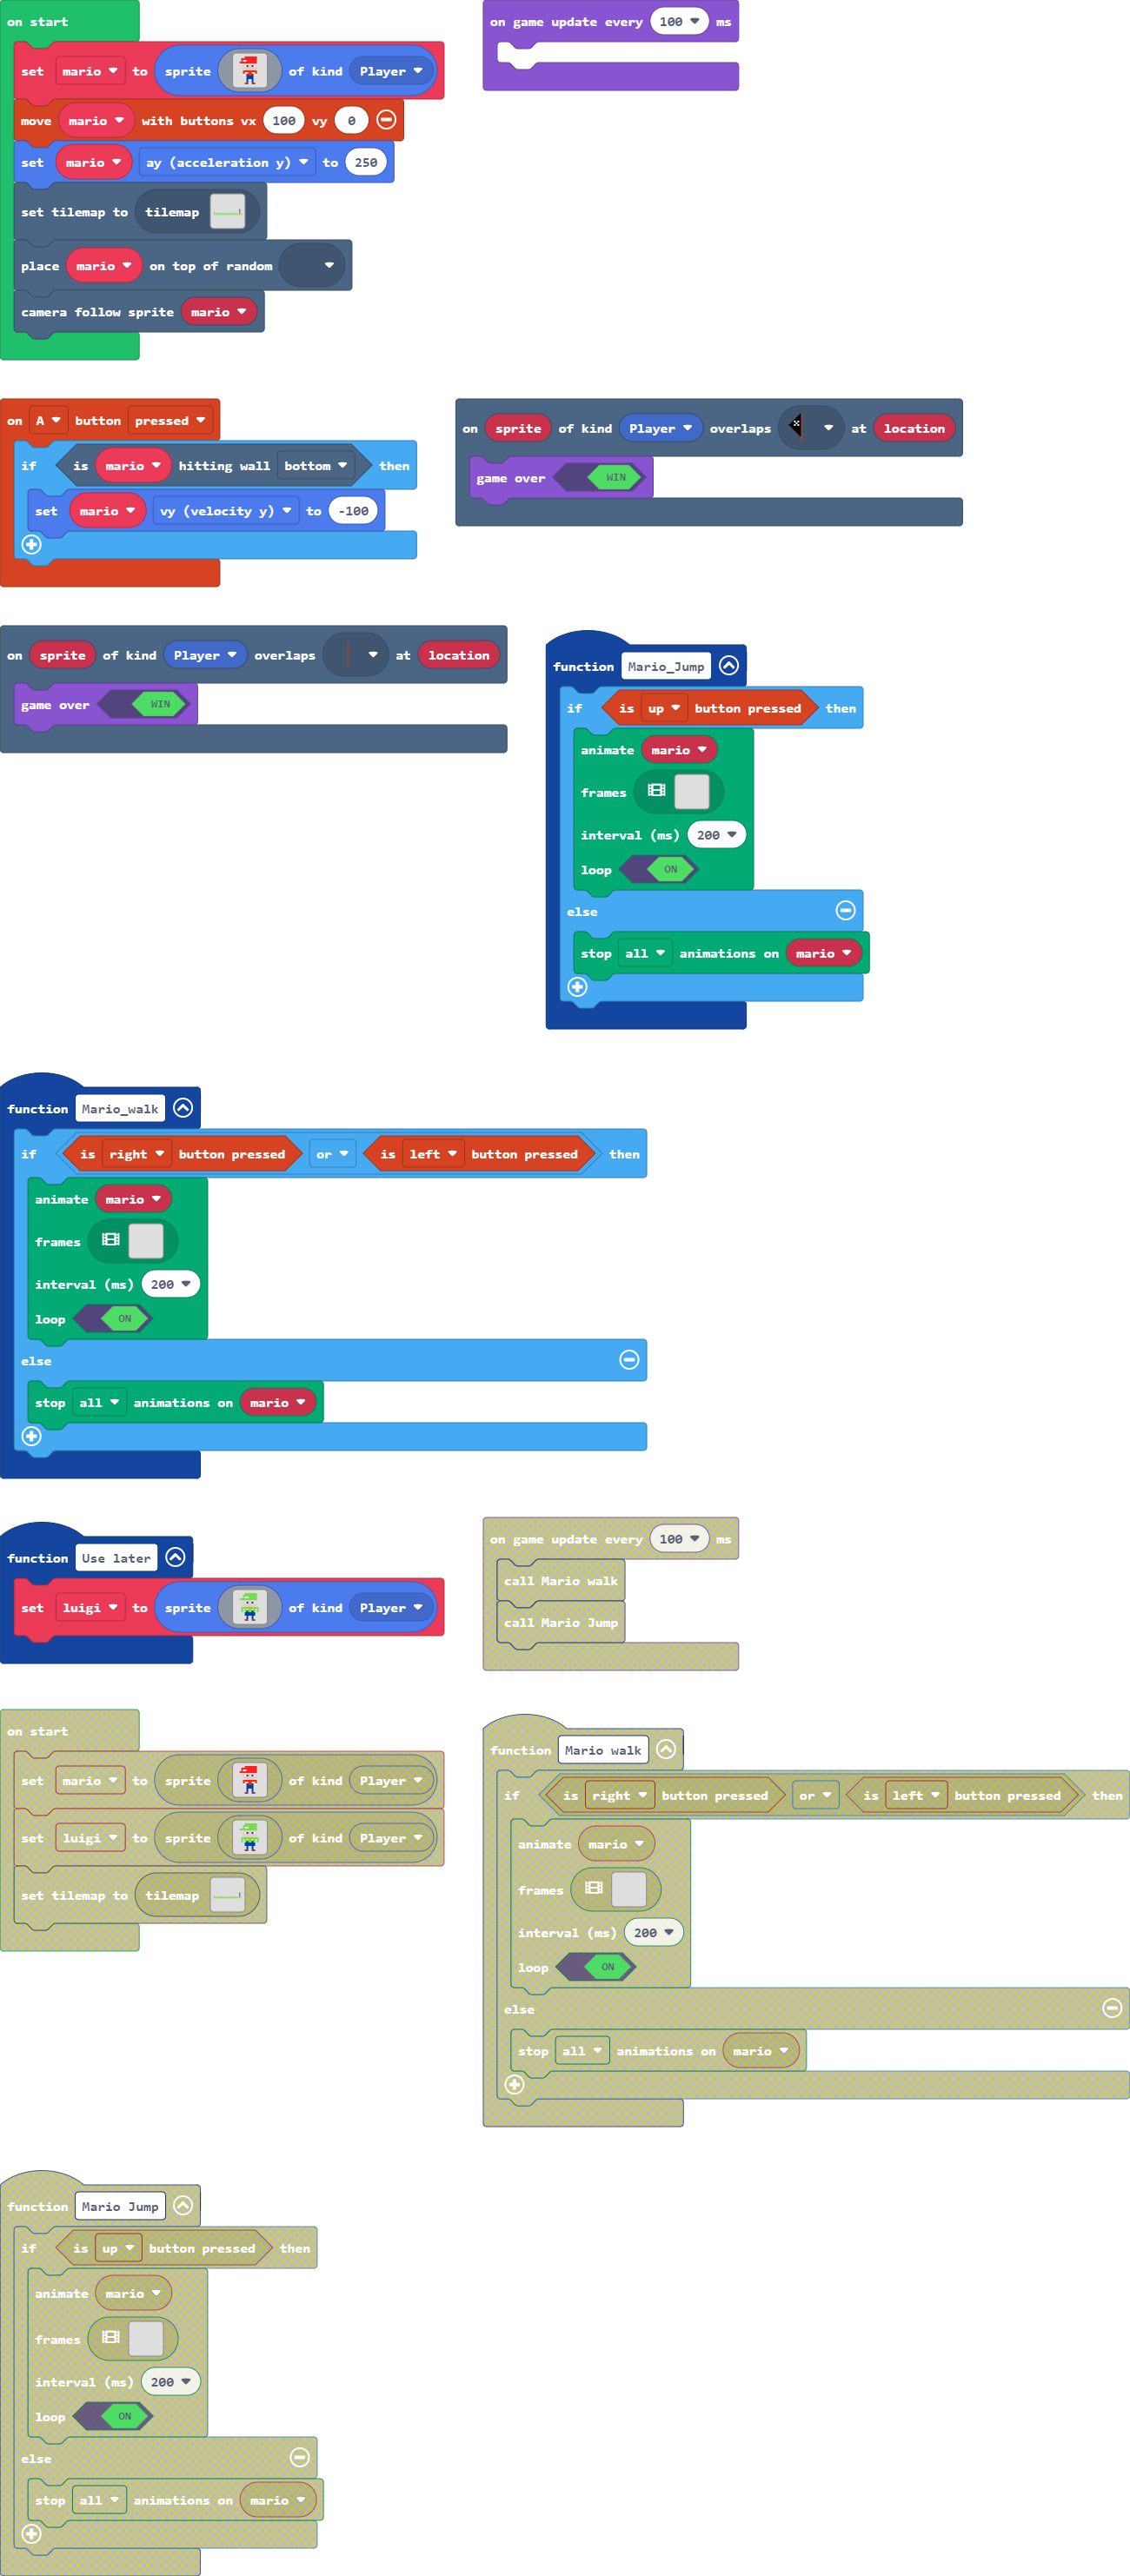 on start
set mario to sprite of kind Player
move mario with buttons vx 100 vy 0
set mario ay (acceleration y) to 250
set tilemap to tilemap
place mario on top of random
camera follow sprite mario
on game update every 100 ms
on A button pressed
if is mario hitting wall bottom then
set mario vy (velocity y) to -100
on sprite of kind Player overlaps at location
game over WIN
on sprite of kind Player overlaps at location
game over WIN
function Mario_Jump
if is up button pressed then
animate mario
frames
interval (ms) 200
loop ON
else
stop all animations on mario
function Mario_walk
if is right button pressed or is left button pressed then
animate mario
frames
interval (ms) 200
loop ON
else
stop all animations on mario
function Use later
set luigi to sprite of kind Player
on game update every 100 ms
call Mario walk
call Mario Jump
on start
set mario to sprite of kind Player
set luigi to sprite of kind Player
set tilemap to tilemap
function Mario walk
if is right button pressed or is left button pressed then
animate mario
frames
interval (ms) 200
loop ON
else
stop all animations on mario
function Mario Jump
if is up button pressed then
animate mario
frames
interval (ms) 200
loop ON
else
stop all animations on mario